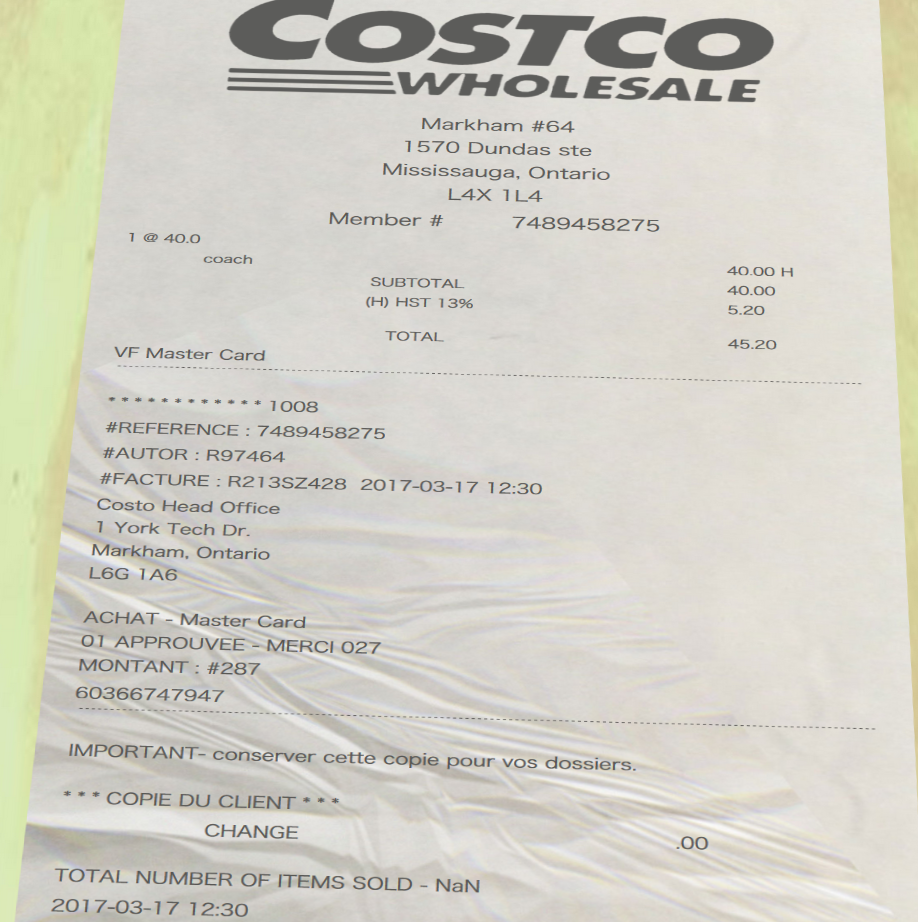 COSTCO
WHOLESALE
Markham #64
1570 Dundas ste
Mississauga, Ontario
L4X 1L4
Member # 7489458275
1 @ 40.0
coach 40.00 H
SUBTOTAL 40.00
(H) HST 13% 5.20
TOTAL 45.20
VF Master Card
* * * * * * * * * * * * 1008
#REFERENCE : 7489458275
#AUTOR : R97464
#FACTURE : R213SZ428 2017-03-17 12:30
Costo Head Office
1 York Tech Dr.
Markham, Ontario
L6G 1A6
ACHAT - Master Card
01 APPROUVEE - MERCI 027
MONTANT : #287
60366747947
IMPORTANT- conserver cette copie pour vos dossiers.
* * * COPIE DU CLIENT * * *
CHANGE .00
TOTAL NUMBER OF ITEMS SOLD - NaN
2017-03-17 12:30